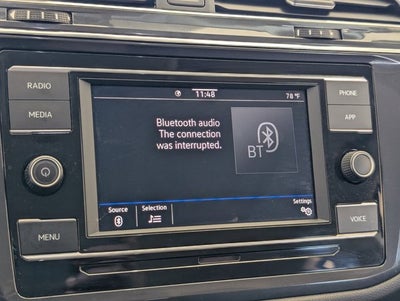 RADIO
MEDIA
MENU
PHONE
APP
VOICE
11:48
78 °F
Bluetooth audio
The connection
was interrupted.
BT
Source
Selection
Settings